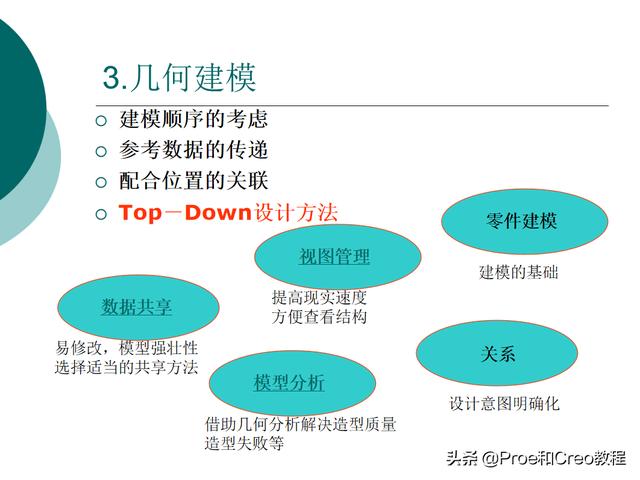 3.几何建模
建模顺序的考虑
参考数据的传递
配合位置的关联
Top－Down设计方法
零件建模
建模的基础
视图管理
提高现实速度
方便查看结构
数据共享
易修改，模型强壮性
选择适当的共享方法
关系
设计意图明确化
模型分析
借助几何分析解决造型质量
造型失败等
头条 @Proe和Creo教程